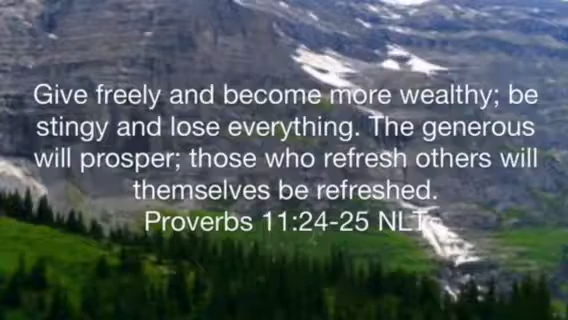 Give freely and become more wealthy; be
stingy and lose everything. The generous
will prosper; those who refresh others will
themselves be refreshed.
Proverbs 11:24-25 NLT